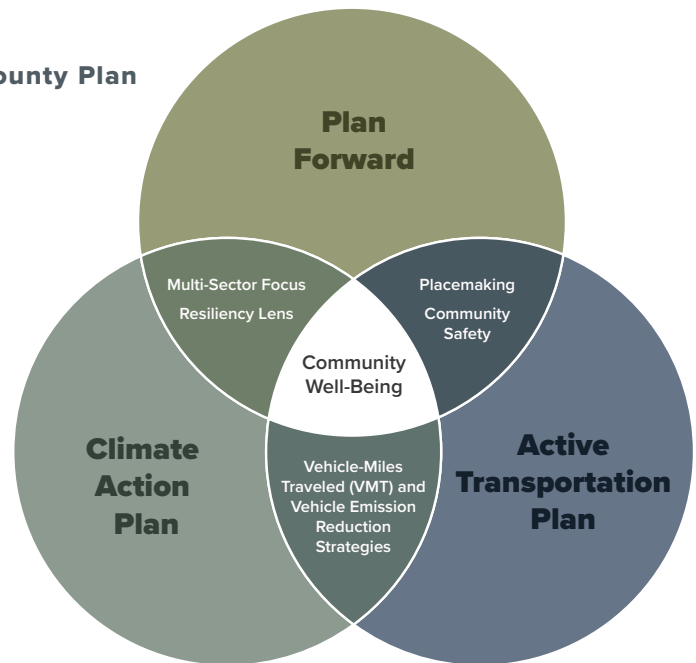 ounty Plan
Plan
Forward
Multi-Sector Focus
Resiliency Lens
Placemaking
Community
Safety
Community
Well-Being
Climate
Action
Plan
Vehicle-Miles
Traveled (VMT) and
Vehicle Emission
Reduction
Strategies
Active
Transportation
Plan